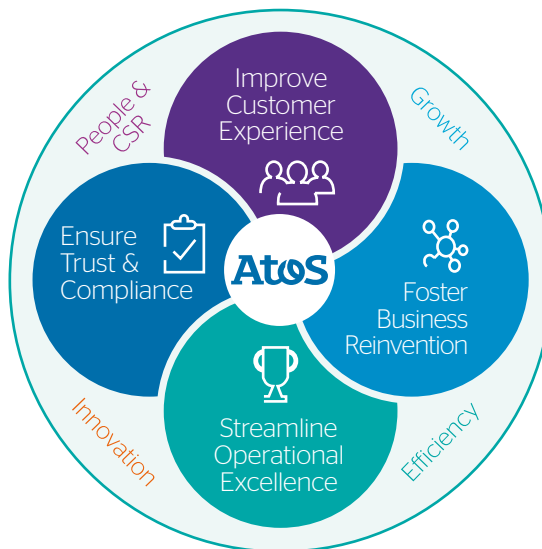 Improve
Customer
Experience
People &
CSR
Growth
Ensure
Trust &
Compliance
Atos
Foster
Business
Reinvention
Streamline
Operational
Excellence
Innovation
Efficiency